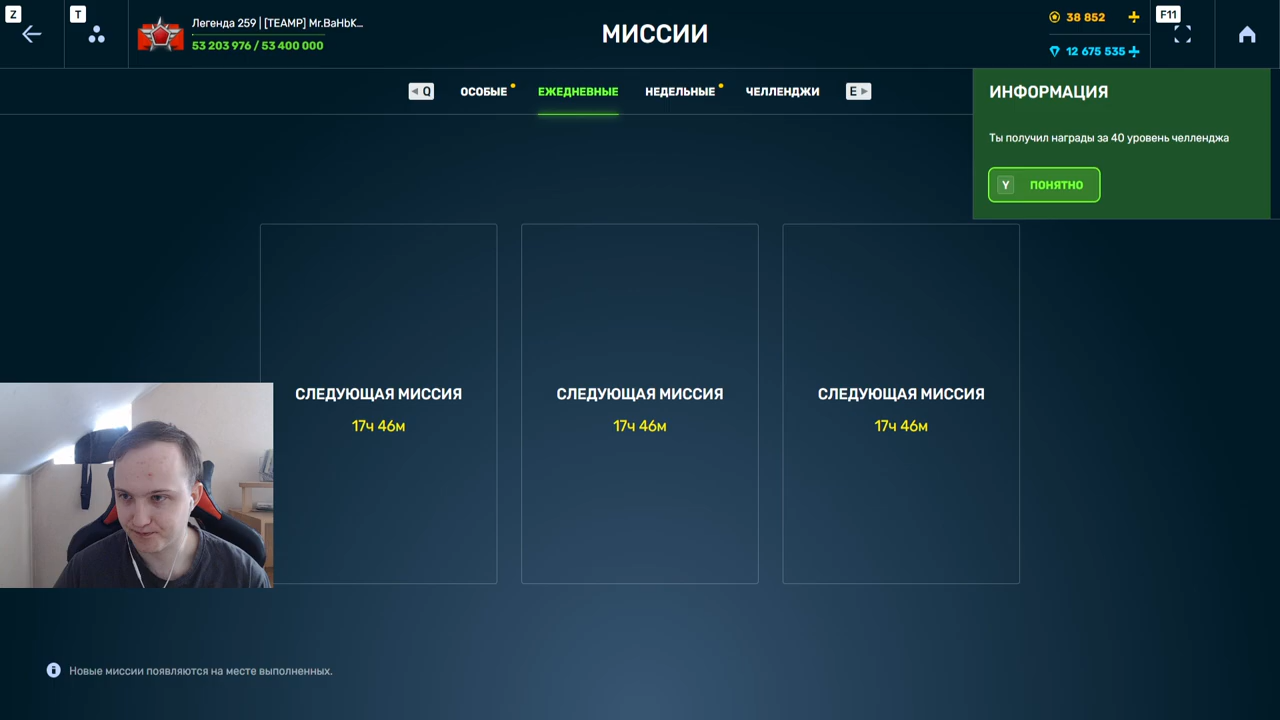 Z
T
Легенда 259 | [TEAMP] Mr.BaHbK...
53 203 976 / 53 400 000
МИССИИ
38 852
12 675 535
F11
Q
ОСОБЫЕ
ЕЖЕДНЕВНЫЕ
НЕДЕЛЬНЫЕ
ЧЕЛЛЕНДЖИ
E
ИНФОРМАЦИЯ
Ты получил награды за 40 уровень челленджа
Y ПОНЯТНО
СЛЕДУЮЩАЯ МИССИЯ
17ч 46м
СЛЕДУЮЩАЯ МИССИЯ
17ч 46м
СЛЕДУЮЩАЯ МИССИЯ
17ч 46м
Новые миссии появляются на месте выполненных.